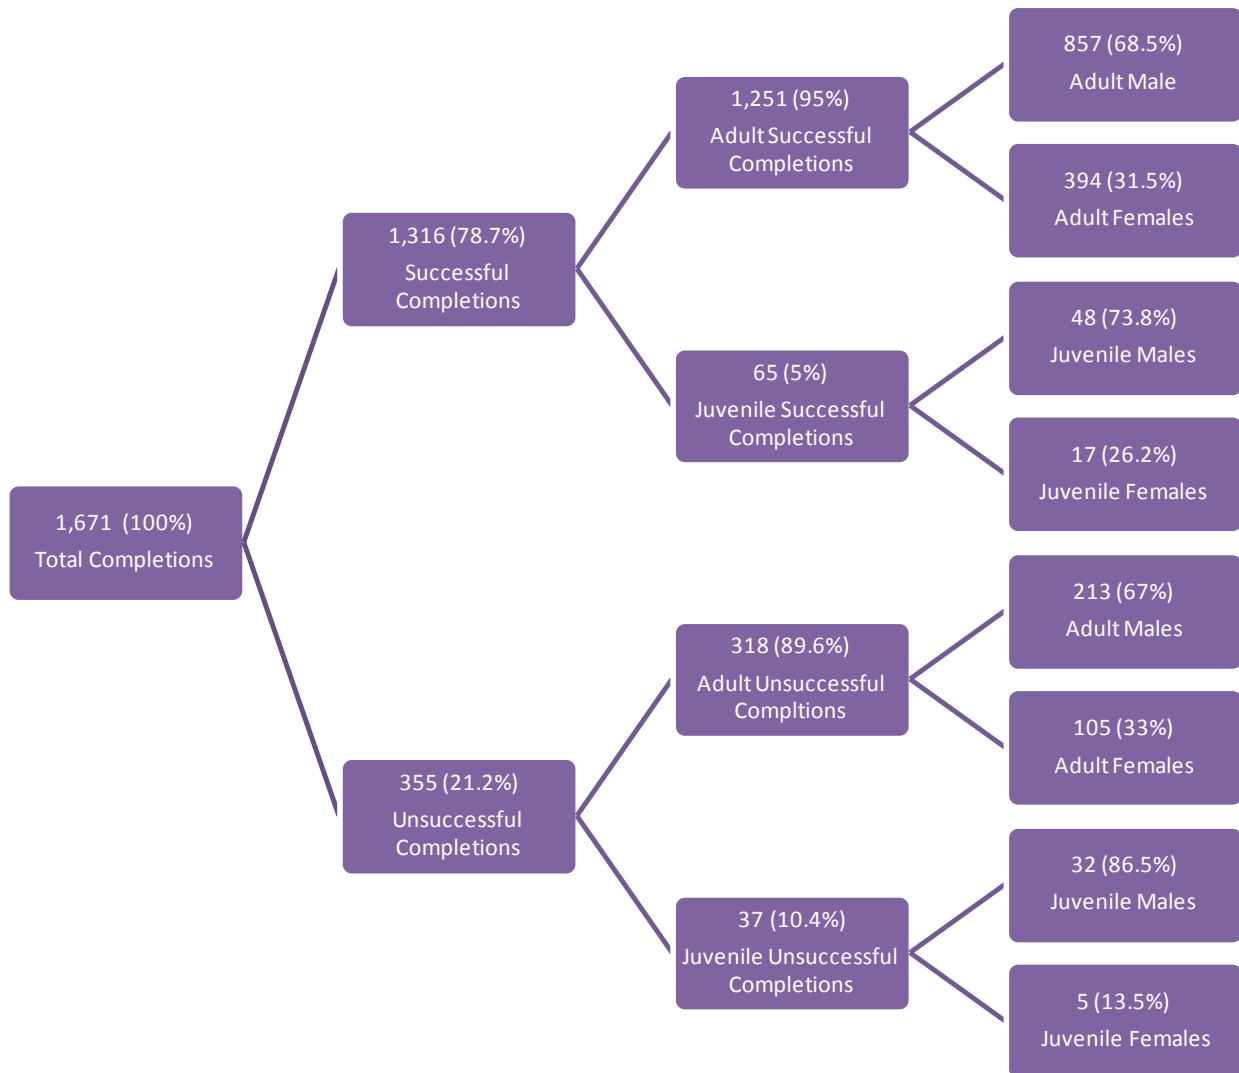 1,671 (100%)
Total Completions
1,316 (78.7%)
Successful
Completions
1,251 (95%)
Adult Successful
Completions
857 (68.5%)
Adult Male
394 (31.5%)
Adult Females
65 (5%)
Juvenile Successful
Completions
48 (73.8%)
Juvenile Males
17 (26.2%)
Juvenile Females
355 (21.2%)
Unsuccessful
Completions
318 (89.6%)
Adult Unsuccessful
Compltions
213 (67%)
Adult Males
105 (33%)
Adult Females
37 (10.4%)
Juvenile Unsuccessful
Completions
32 (86.5%)
Juvenile Males
5 (13.5%)
Juvenile Females